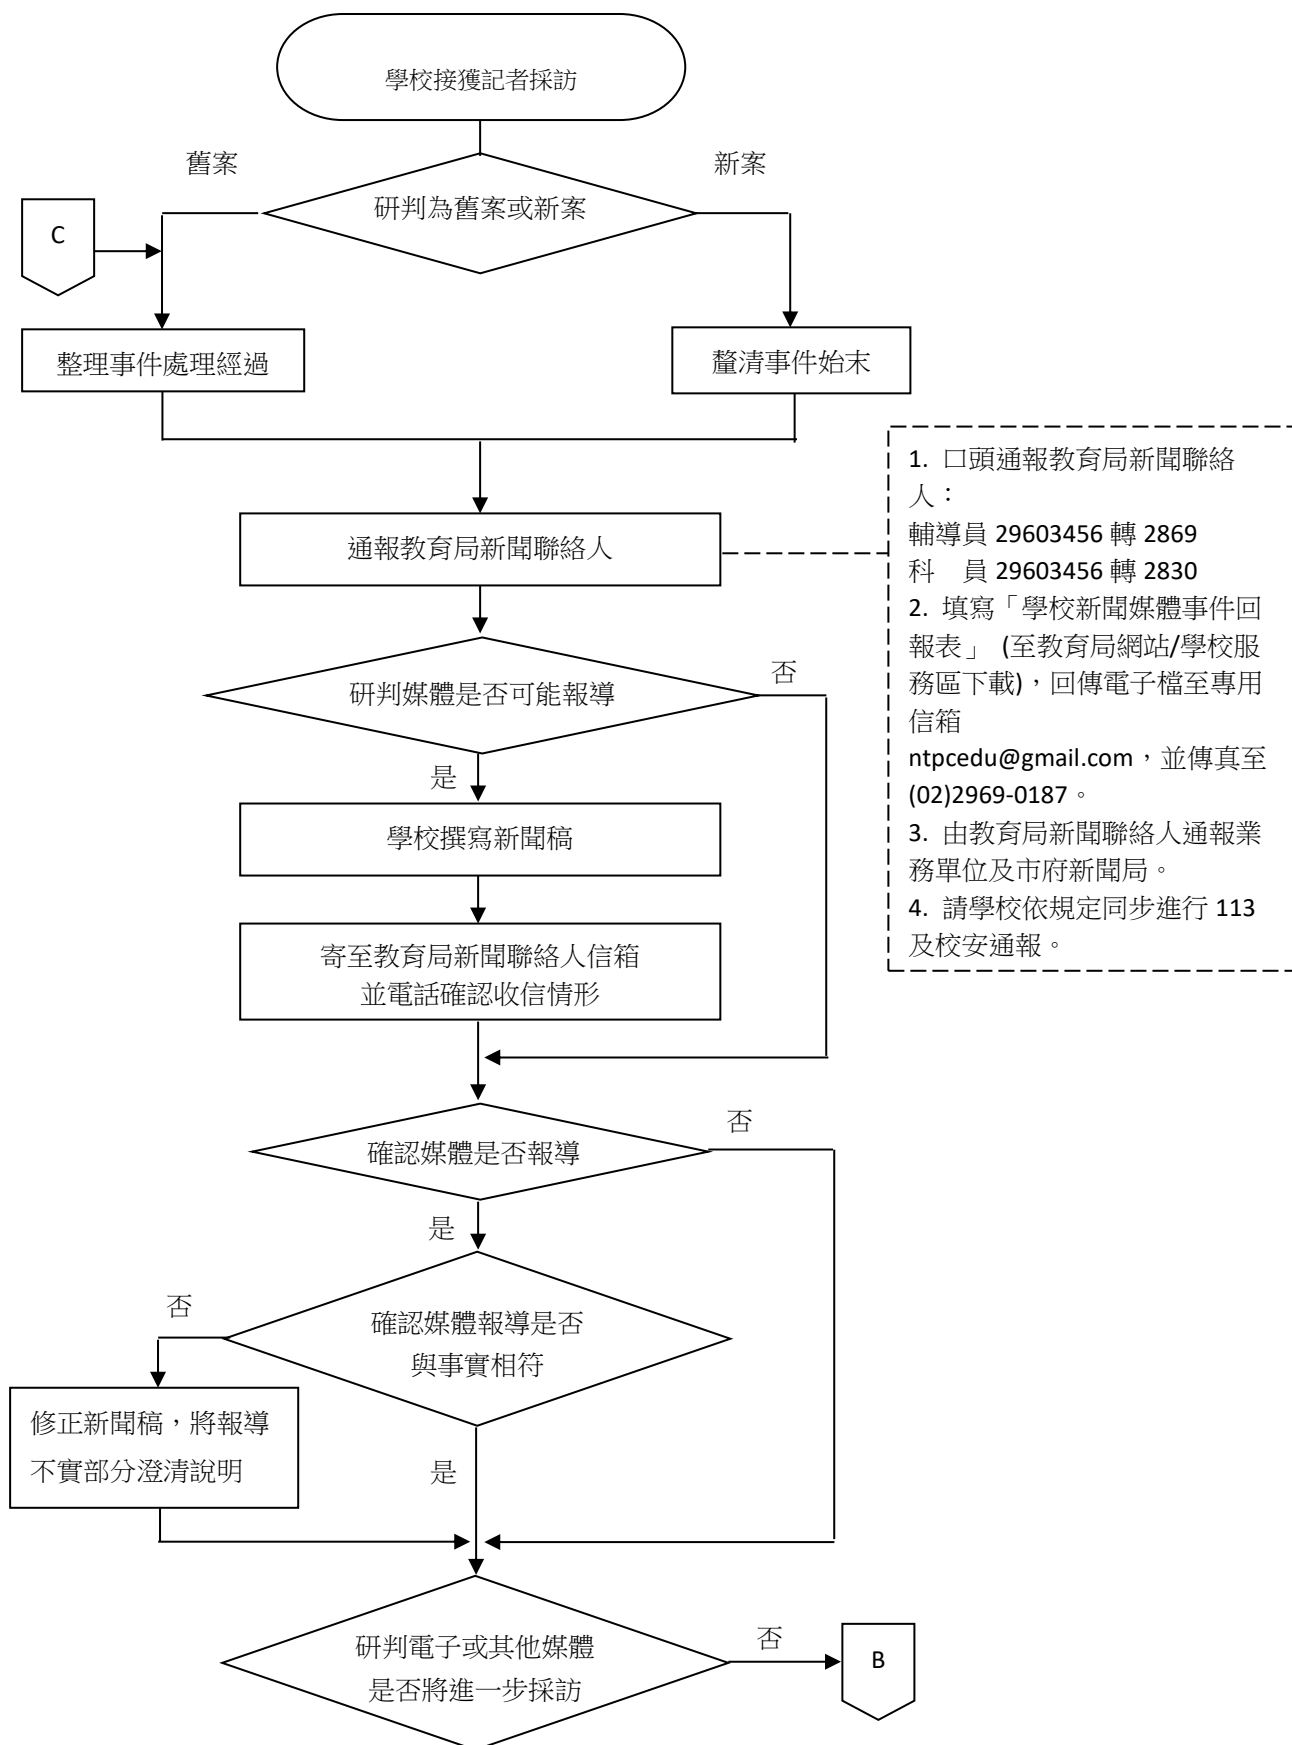 學校接獲記者採訪
舊案
新案
研判為舊案或新案
C
整理事件處理經過
釐清事件始末
通報教育局新聞聯絡人
1. 口頭通報教育局新聞聯絡
人：
輔導員 29603456 轉 2869
科　員 29603456 轉 2830
2. 填寫「學校新聞媒體事件回
報表」 (至教育局網站/學校服
務區下載)，回傳電子檔至專用
信箱
ntpcedu@gmail.com，並傳真至
(02)2969-0187。
3. 由教育局新聞聯絡人通報業
務單位及市府新聞局。
4. 請學校依規定同步進行 113
及校安通報。
研判媒體是否可能報導
否
是
學校撰寫新聞稿
寄至教育局新聞聯絡人信箱
並電話確認收信情形
確認媒體是否報導
否
是
確認媒體報導是否
與事實相符
否
修正新聞稿，將報導
不實部分澄清說明
是
研判電子或其他媒體
是否將進一步採訪
否
B